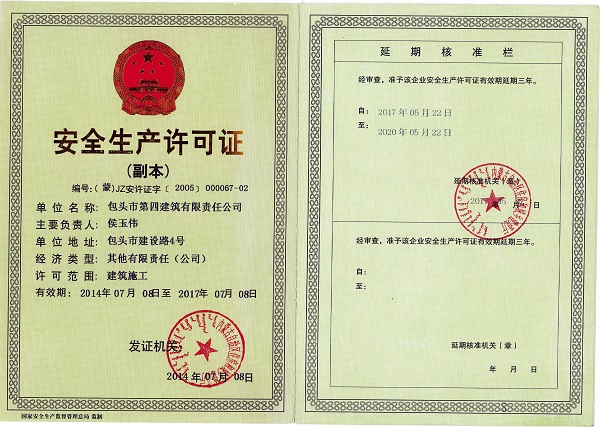 安全生产许可证
(副本)
编号:(蒙)JZ安许证字〔2005〕000067-02
单位名称: 包头市第四建筑有限责任公司
主要负责人: 侯玉伟
单位地址: 包头市建设路4号
经济类型: 其他有限责任(公司)
许可范围: 建筑施工
有效期: 2014年07月08日至2017年07月08日
发证机关:
2014年07月08日
国家安全生产监督管理总局 监制
延期核准栏
经审查,准予该企业安全生产许可证有效期延期三年。
自: 2017年05月22日
至: 2020年05月22日
延期核准机关(章)
年 月 日
经审查,准予该企业安全生产许可证有效期延期三年。
自:
至:
延期核准机关(章)
年 月 日